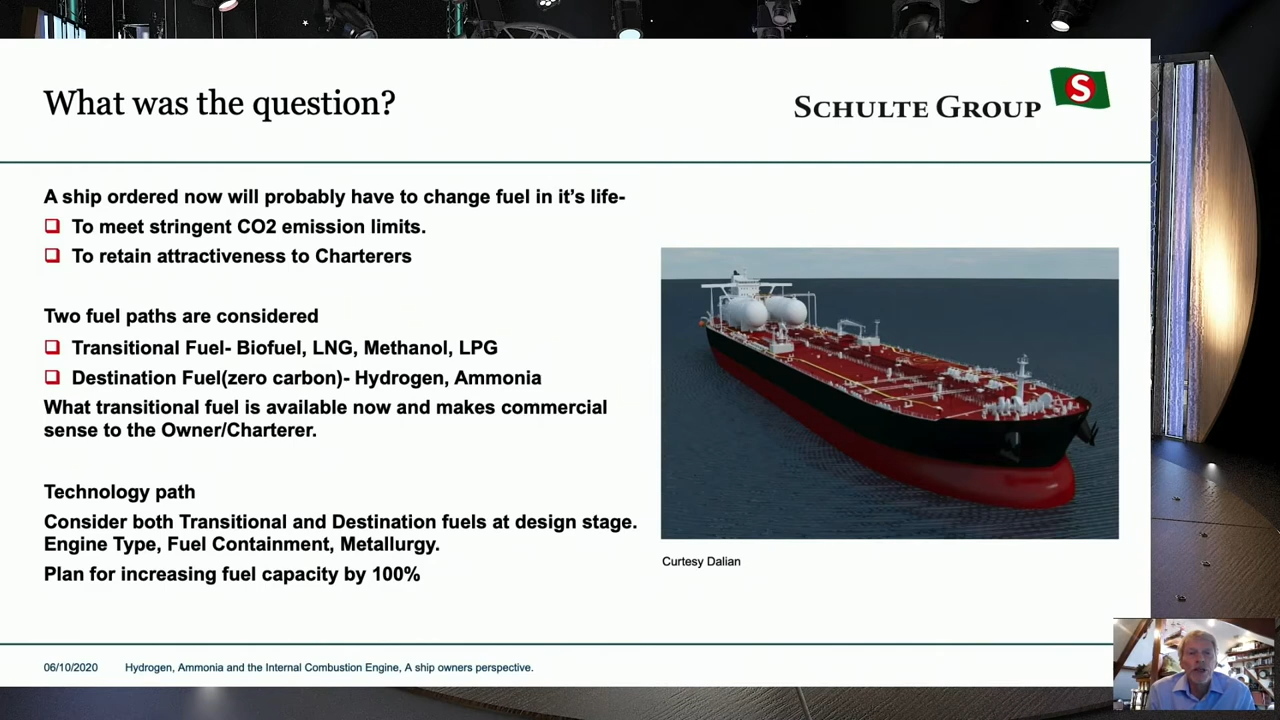 What was the question?
SCHULTE GROUP
S
A ship ordered now will probably have to change fuel in it's life-
To meet stringent CO2 emission limits.
To retain attractiveness to Charterers
Two fuel paths are considered
Transitional Fuel- Biofuel, LNG, Methanol, LPG
Destination Fuel(zero carbon)- Hydrogen, Ammonia
What transitional fuel is available now and makes commercial
sense to the Owner/Charterer.
Technology path
Consider both Transitional and Destination fuels at design stage.
Engine Type, Fuel Containment, Metallurgy.
Plan for increasing fuel capacity by 100%
Curtesy Dalian
06/10/2020
Hydrogen, Ammonia and the Internal Combustion Engine, A ship owners perspective.